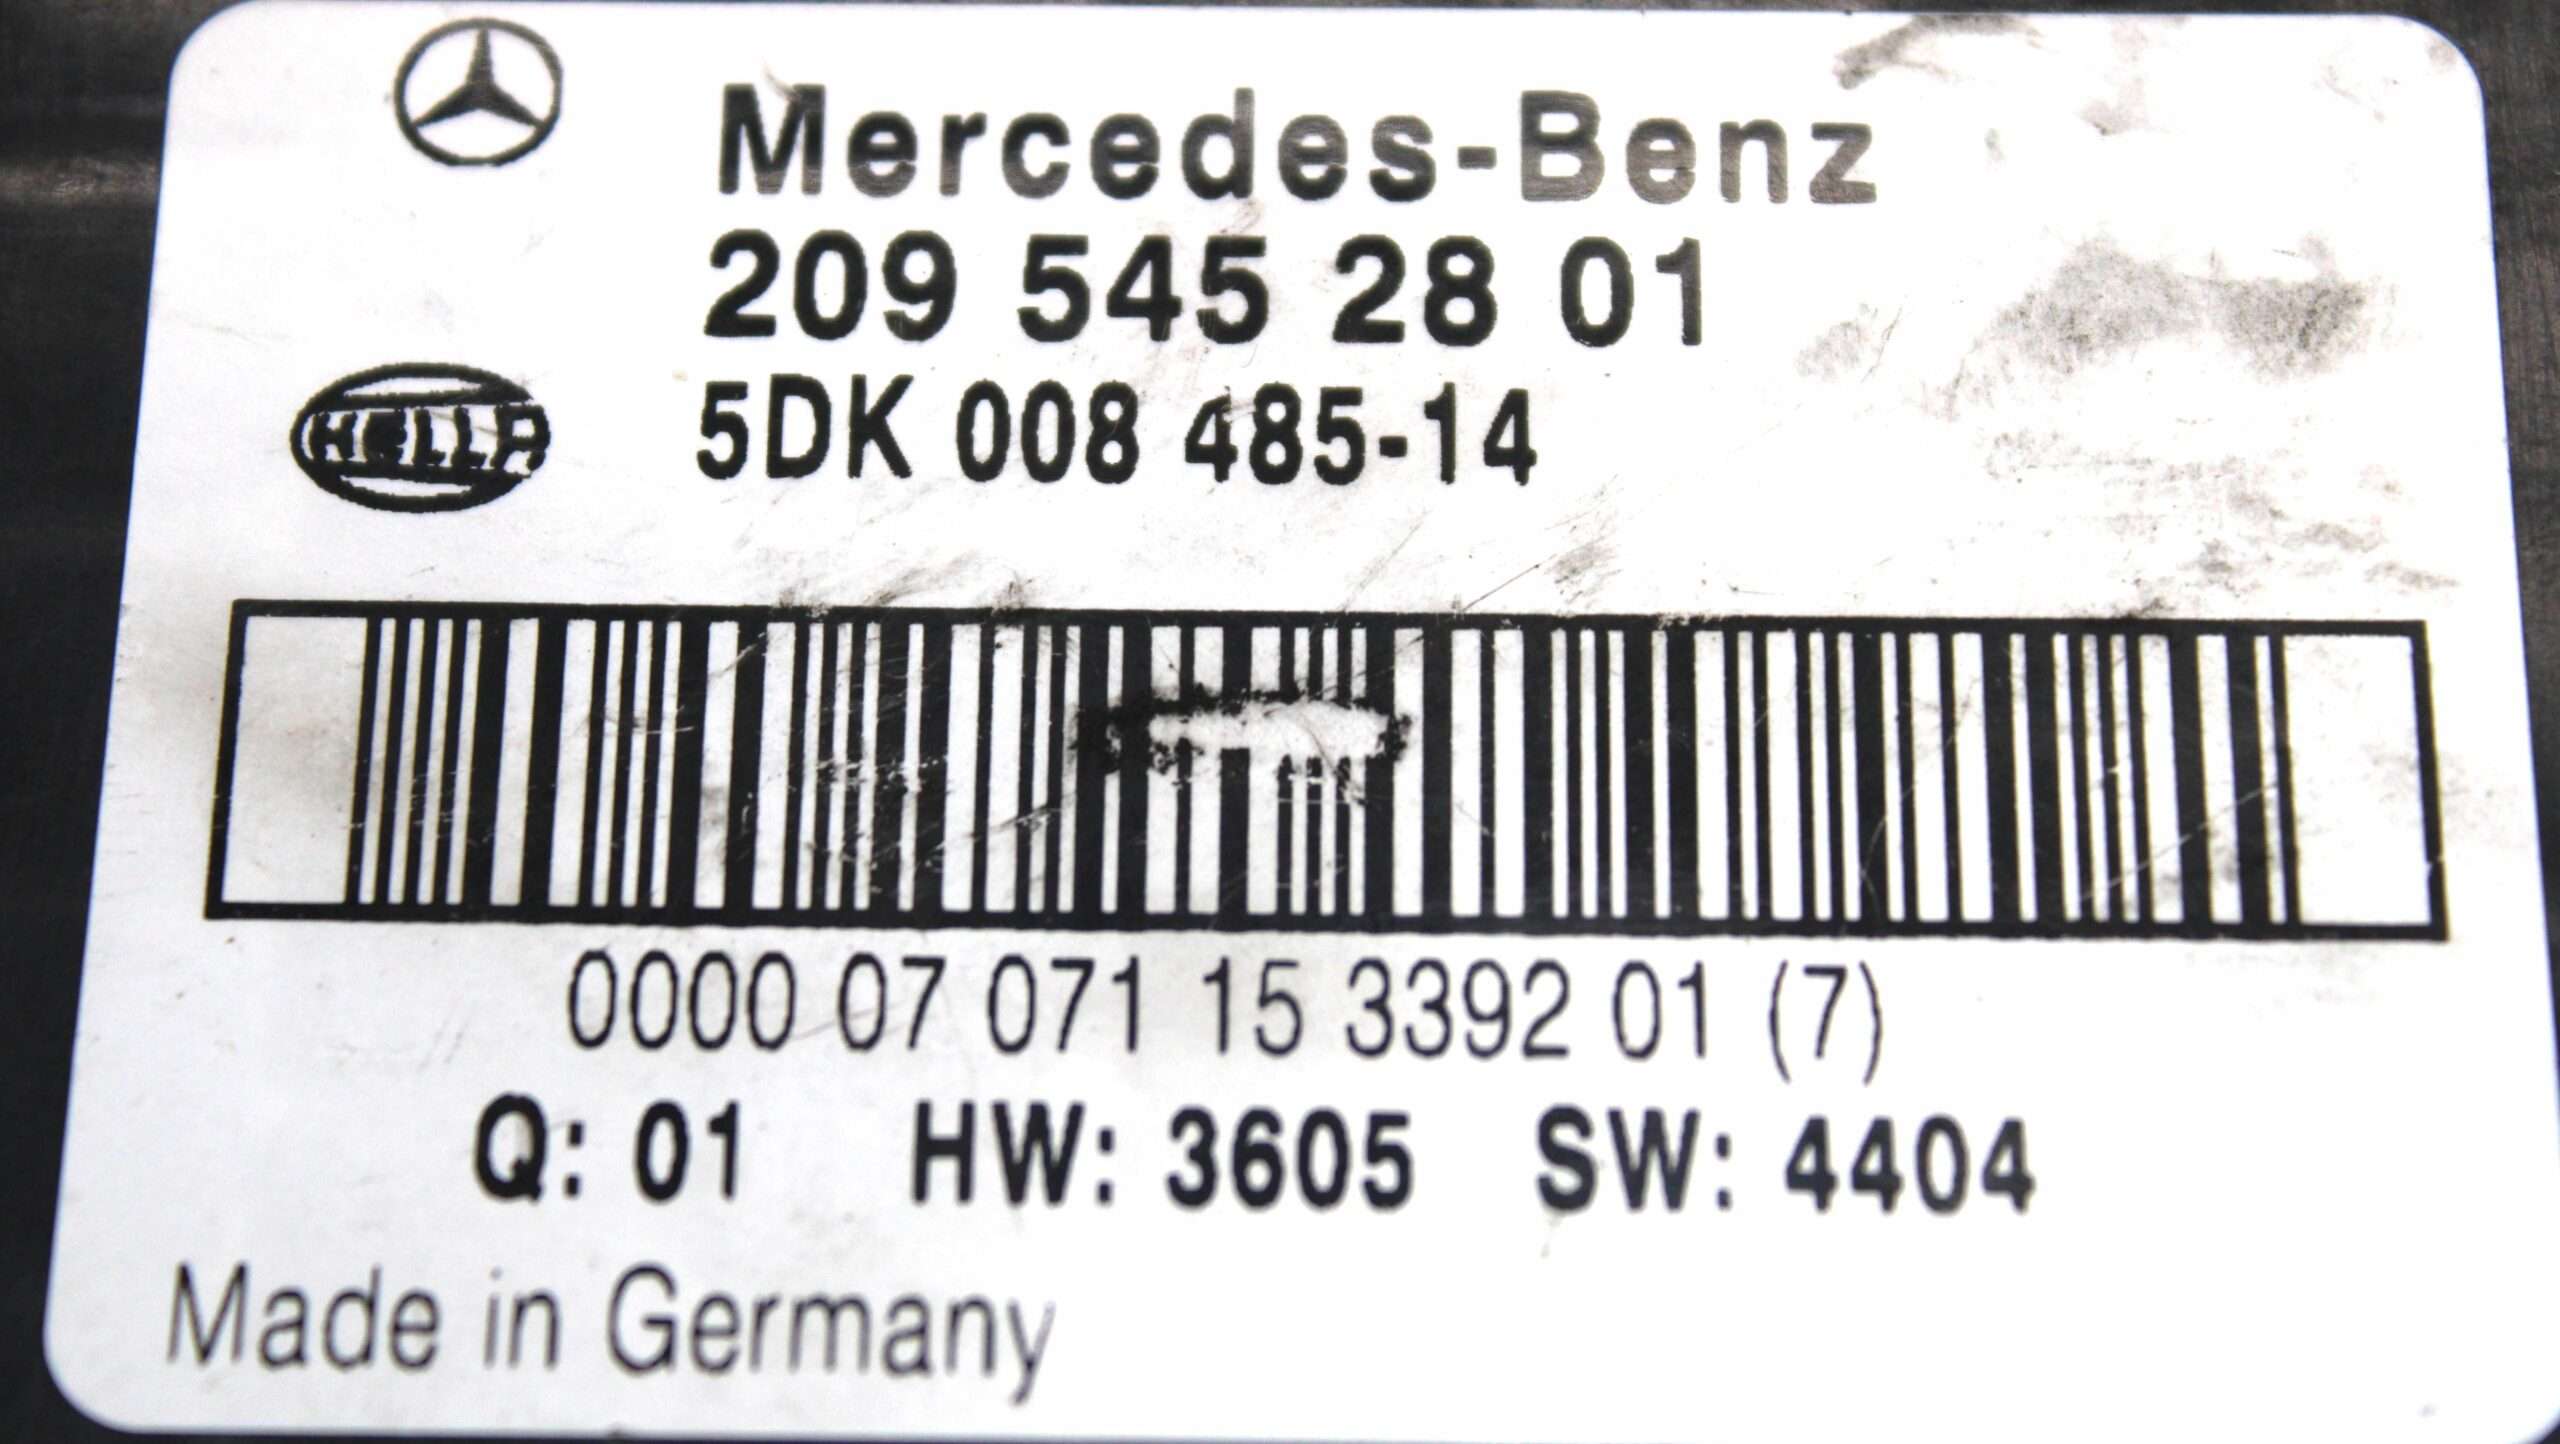 Mercedes-Benz
209 545 28 01
HELLA
5DK 008 485-14
0000 07 071 15 3392 01 (7)
Q: 01 HW: 3605 SW: 4404
Made in Germany